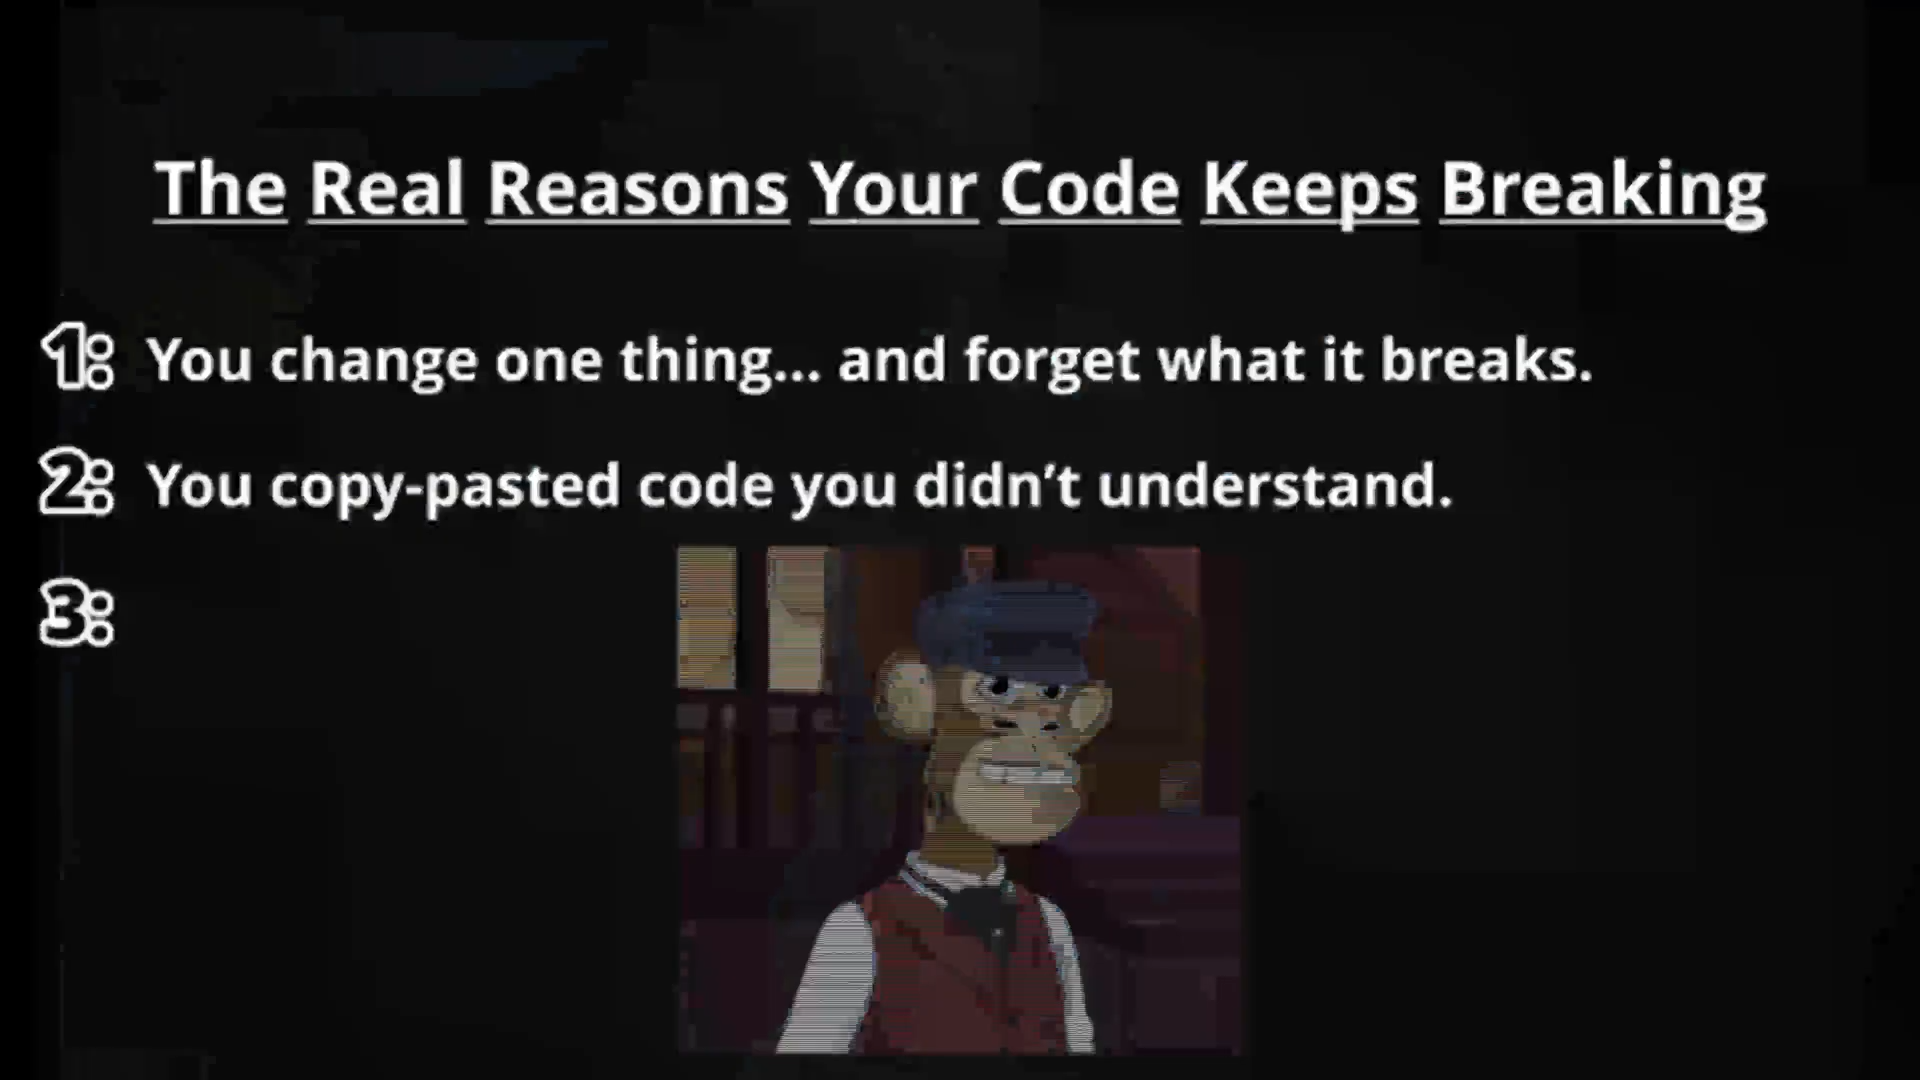 The Real Reasons Your Code Keeps Breaking
1: You change one thing... and forget what it breaks.
2: You copy-pasted code you didn’t understand.
3: